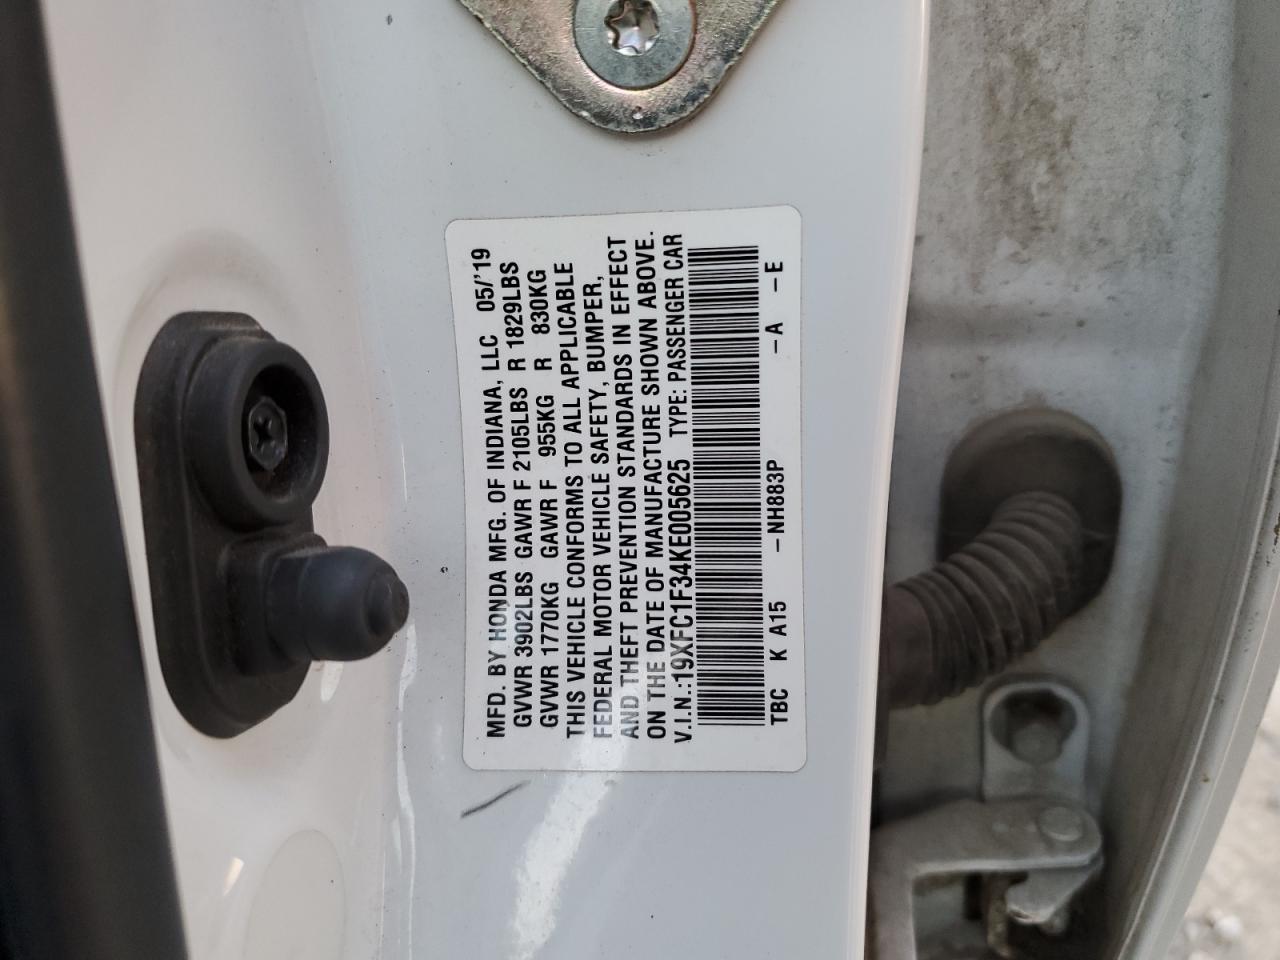 MFD. BY HONDA MFG. OF INDIANA, LLC 05/'19
GVWR 3902LBS GAWR F 2105LBS R 1829LBS
GVWR 1770KG GAWR F 955KG R 830KG
THIS VEHICLE CONFORMS TO ALL APPLICABLE
FEDERAL MOTOR VEHICLE SAFETY, BUMPER,
AND THEFT PREVENTION STANDARDS IN EFFECT
ON THE DATE OF MANUFACTURE SHOWN ABOVE.
V.I.N.:19XFC1F34KE005625 TYPE: PASSENGER CAR
TBC K A15 -NH883P -A -E